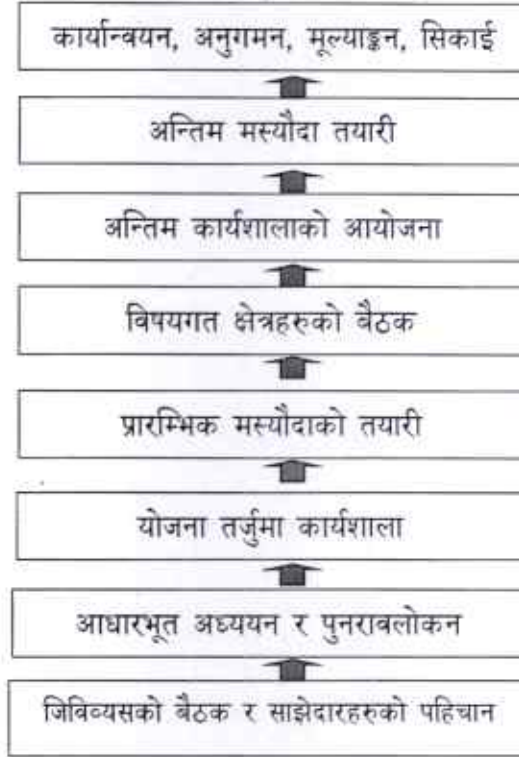 कार्यान्वयन, अनुगमन, मूल्याङ्कन, सिकाई
अन्तिम मस्यौदा तयारी
अन्तिम कार्यशालाको आयोजना
विषयगत क्षेत्रहरुको बैठक
प्रारम्भिक मस्यौदाको तयारी
योजना तर्जुमा कार्यशाला
आधारभूत अध्ययन र पुनरावलोकन
जिविव्यसको बैठक र साझेदारहरुको पहिचान